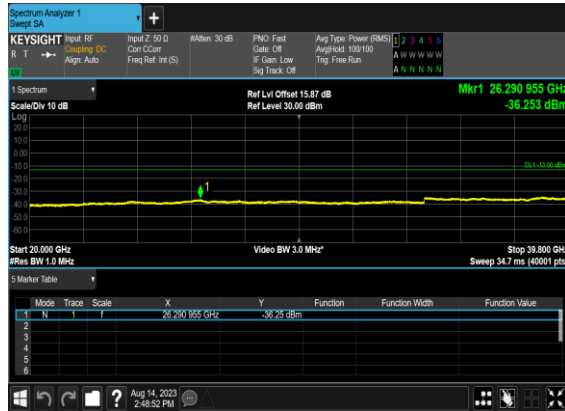 Spectrum Analyzer 1
Swept SA
+
KEYSIGHT Input: RF Input Z: 50 Ω #Atten: 30 dB PNO: Fast Avg Type: Power (RMS) 1 2 3 4 5 6
R T Coupling: DC Corr CCorr Gate: Off Avg|Hold: 100/100 A W W W W W
Align: Auto Freq Ref: Int (S) IF Gain: Low Trig: Free Run
Sig Track: Off A N N N N N
1 Spectrum Ref Lvl Offset 15.87 dB Mkr1 26.290 955 GHz
Scale/Div 10 dB Ref Level 30.00 dBm -36.253 dBm
Log
20.0
10.0
0.00
-10.0
DL1 -13.00 dBm
-20.0
1
-30.0
-40.0
-50.0
-60.0
Start 20.000 GHz Video BW 3.0 MHz* Stop 39.800 GHz
#Res BW 1.0 MHz Sweep 34.7 ms (40001 pts)
5 Marker Table
Mode Trace Scale X Y Function Function Width Function Value
1 N 1 f 26.290 955 GHz -36.25 dBm
2
3
4
5
6
? Aug 14, 2023
2:48:52 PM